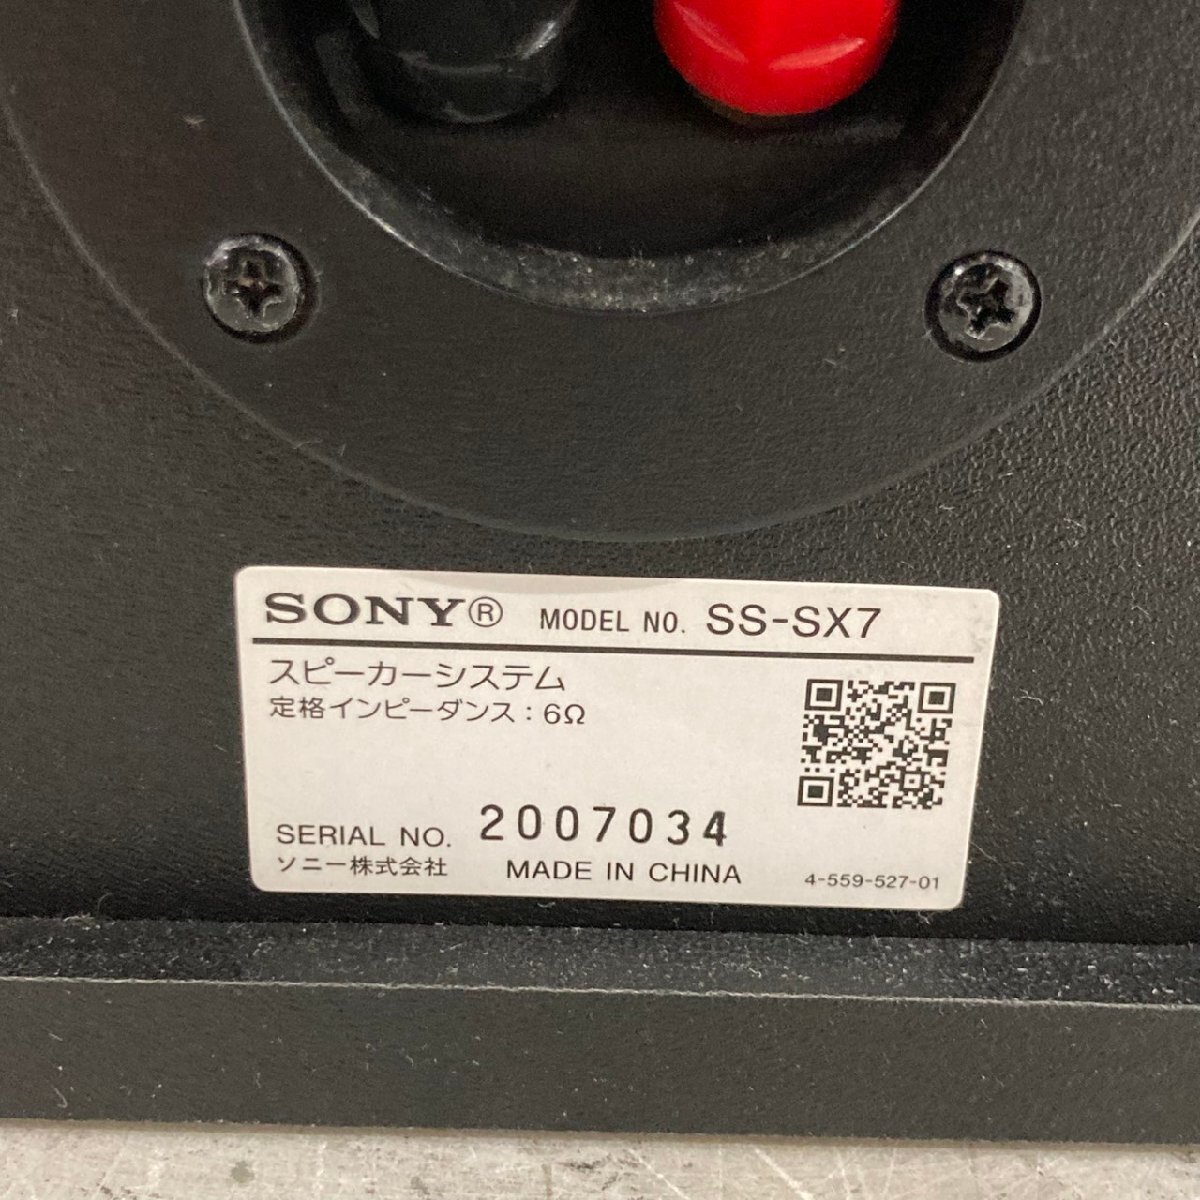 SONY® MODEL NO. SS-SX7
スピーカーシステム
定格インピーダンス：6Ω
SERIAL NO. 2007034
ソニー株式会社 MADE IN CHINA 4-559-527-01